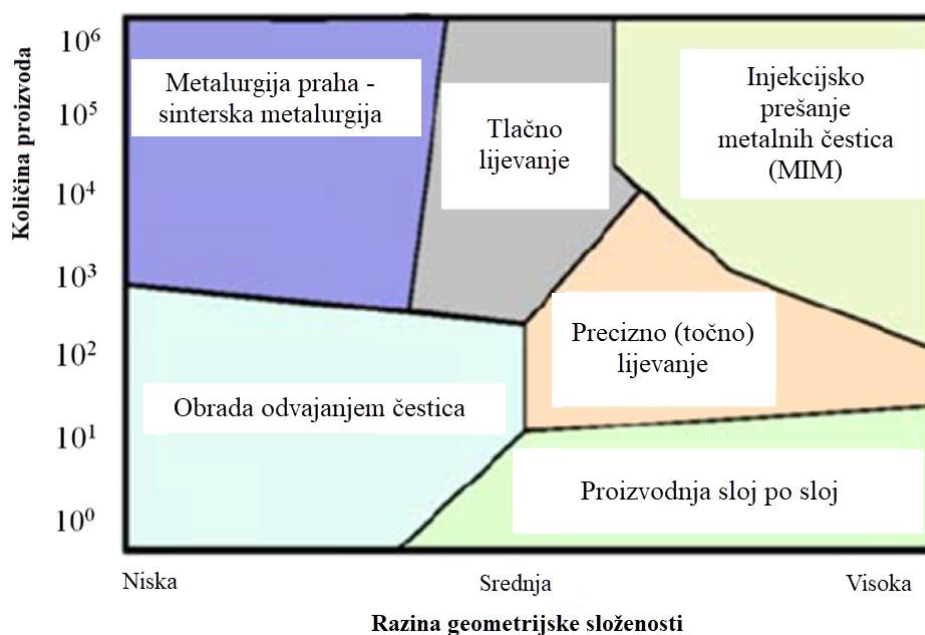 Količina proizvoda
10⁶
10⁵
10⁴
10³
10²
10¹
10⁰
Metalurgija praha -
sinterska metalurgija
Tlačno
lijevanje
Injekcijsko
prešanje
metalnih čestica
(MIM)
Precizno (točno)
lijevanje
Obrada odvajanjem čestica
Proizvodnja sloj po sloj
Niska
Srednja
Visoka
Razina geometrijske složenosti